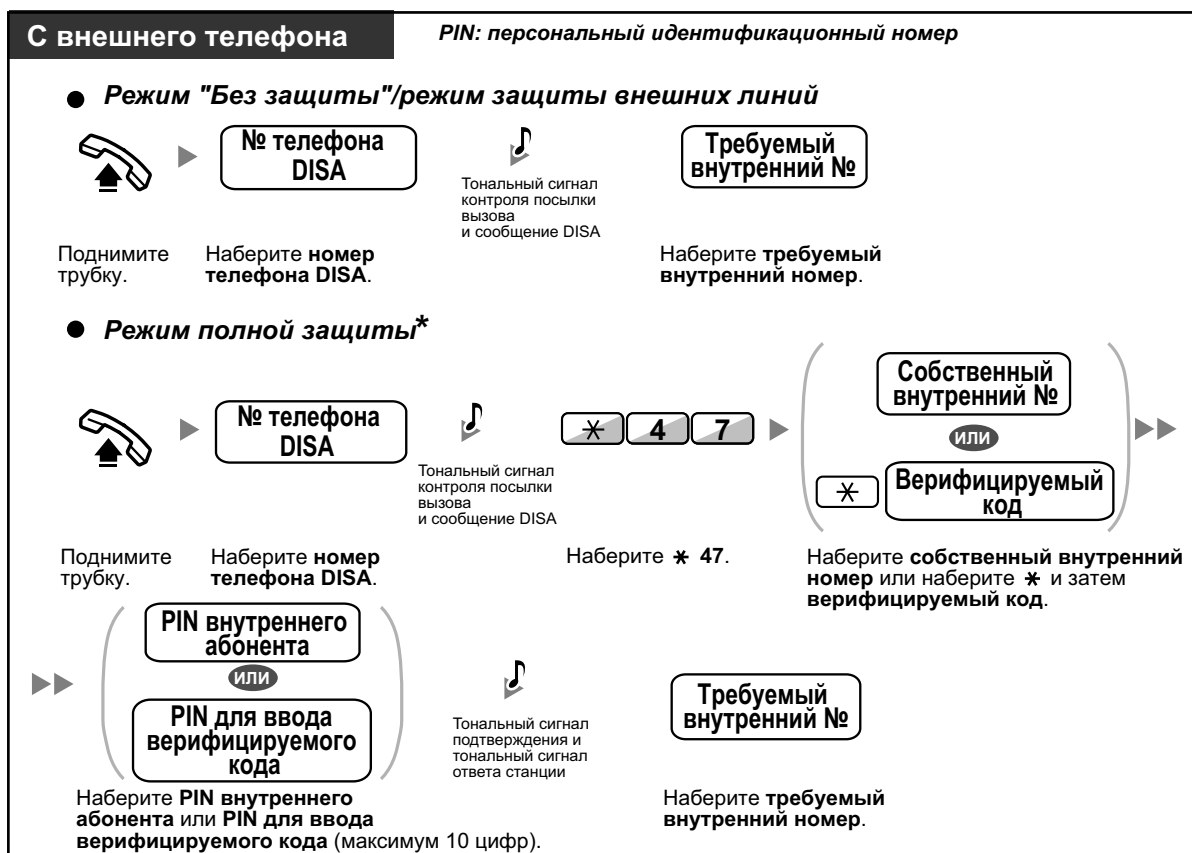 С внешнего телефона
PIN: персональный идентификационный номер
● Режим "Без защиты"/режим защиты внешних линий
№ телефона
DISA
Тональный сигнал
контроля посылки
вызова
и сообщение DISA
Требуемый
внутренний №
Поднимите
трубку.
Наберите номер
телефона DISA.
Наберите требуемый
внутренний номер.
● Режим полной защиты*
№ телефона
DISA
Тональный сигнал
контроля посылки
вызова
и сообщение DISA
* 4 7
Собственный
внутренний №
или
* Верифицируемый
код
Поднимите
трубку.
Наберите номер
телефона DISA.
Наберите * 47.
Наберите собственный внутренний
номер или наберите * и затем
верифицируемый код.
PIN внутреннего
абонента
или
PIN для ввода
верифицируемого
кода
Тональный сигнал
подтверждения и
тональный сигнал
ответа станции
Требуемый
внутренний №
Наберите PIN внутреннего
абонента или PIN для ввода
верифицируемого кода (максимум 10 цифр).
Наберите требуемый
внутренний номер.